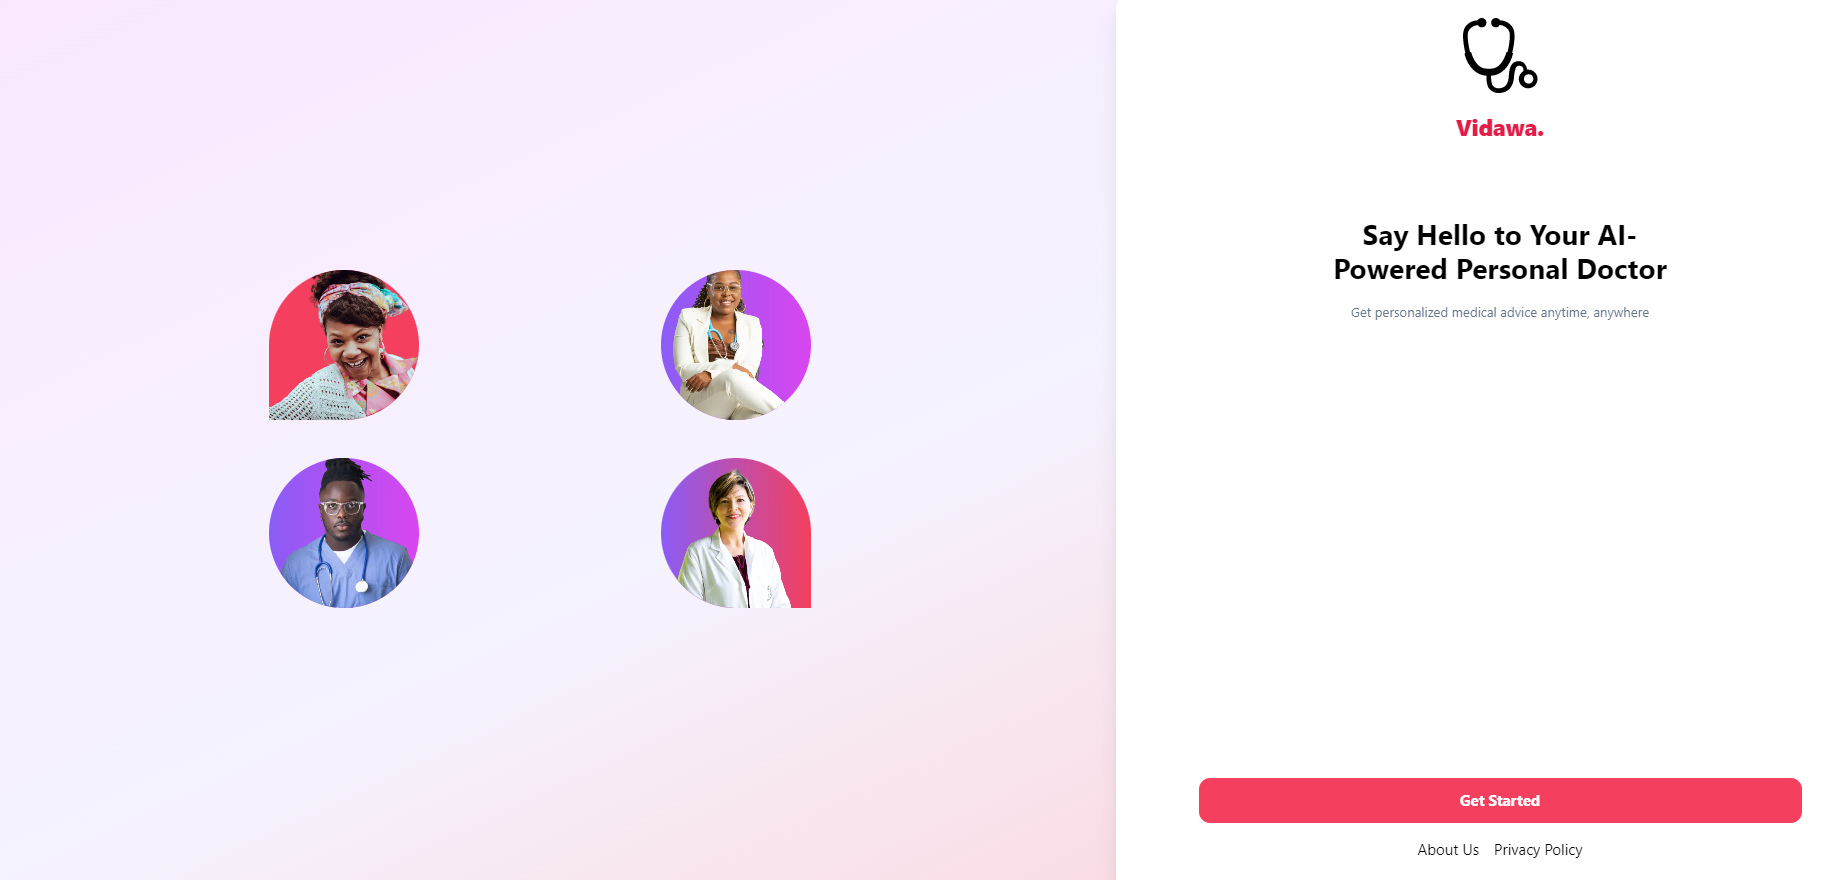 Vidawa.
Say Hello to Your AI-
Powered Personal Doctor
Get personalized medical advice anytime, anywhere
Get Started
About Us Privacy Policy